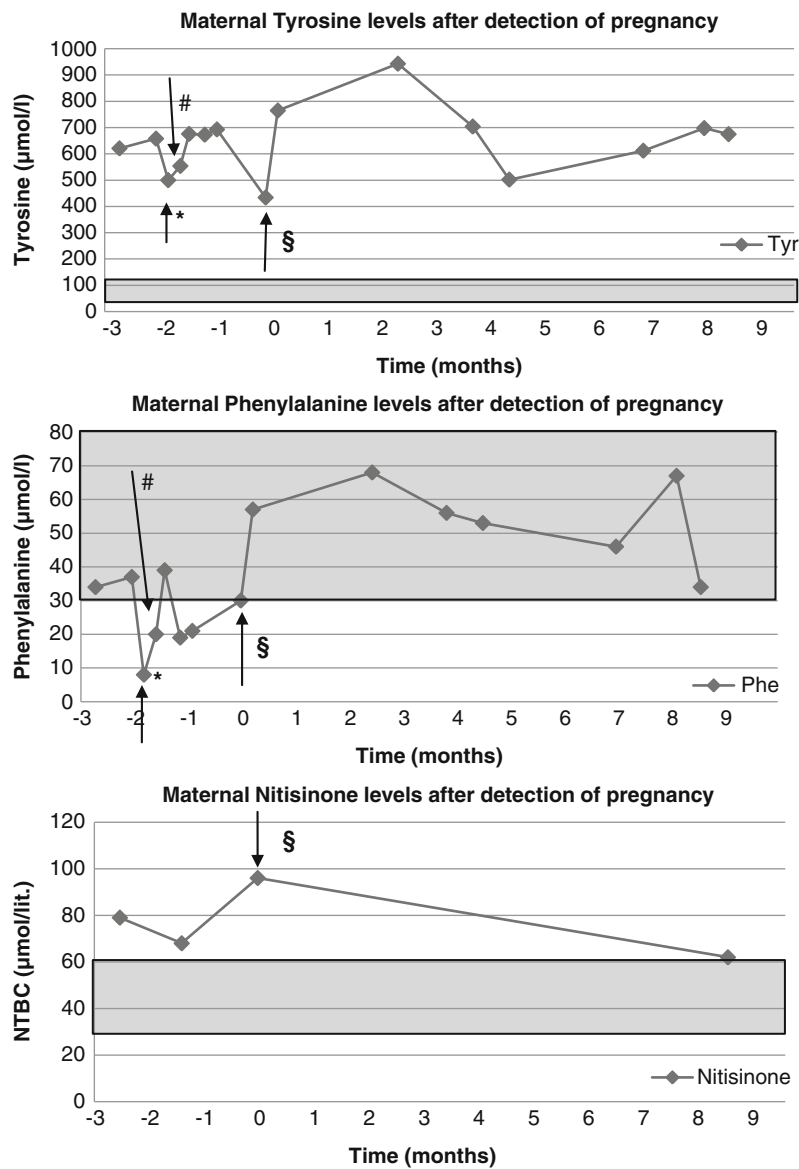 Maternal Tyrosine levels after detection of pregnancy
Tyrosine (µmol/l)
1000
900
800
700
600
500
400
300
200
100
0
#
*
§
Tyr
-3 -2 -1 0 1 2 3 4 5 6 7 8 9
Time (months)
Maternal Phenylalanine levels after detection of pregnancy
Phenylalanine (µmol/l)
80
70
60
50
40
30
20
10
0
#
*
§
Phe
-3 -2 -1 0 1 2 3 4 5 6 7 8 9
Time (months)
Maternal Nitisinone levels after detection of pregnancy
NTBC (µmol/lit.)
120
100
80
60
40
20
0
§
Nitisinone
-3 -2 -1 0 1 2 3 4 5 6 7 8 9
Time (months)